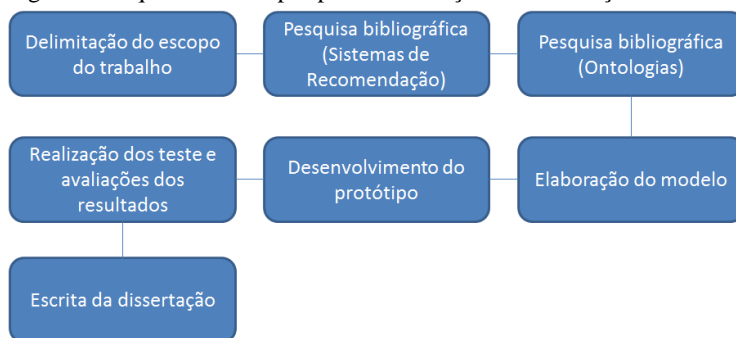 Delimitação do escopo
do trabalho
Pesquisa bibliográfica
(Sistemas de
Recomendação)
Pesquisa bibliográfica
(Ontologias)
Realização dos teste e
avaliações dos
resultados
Desenvolvimento do
protótipo
Elaboração do modelo
Escrita da dissertação